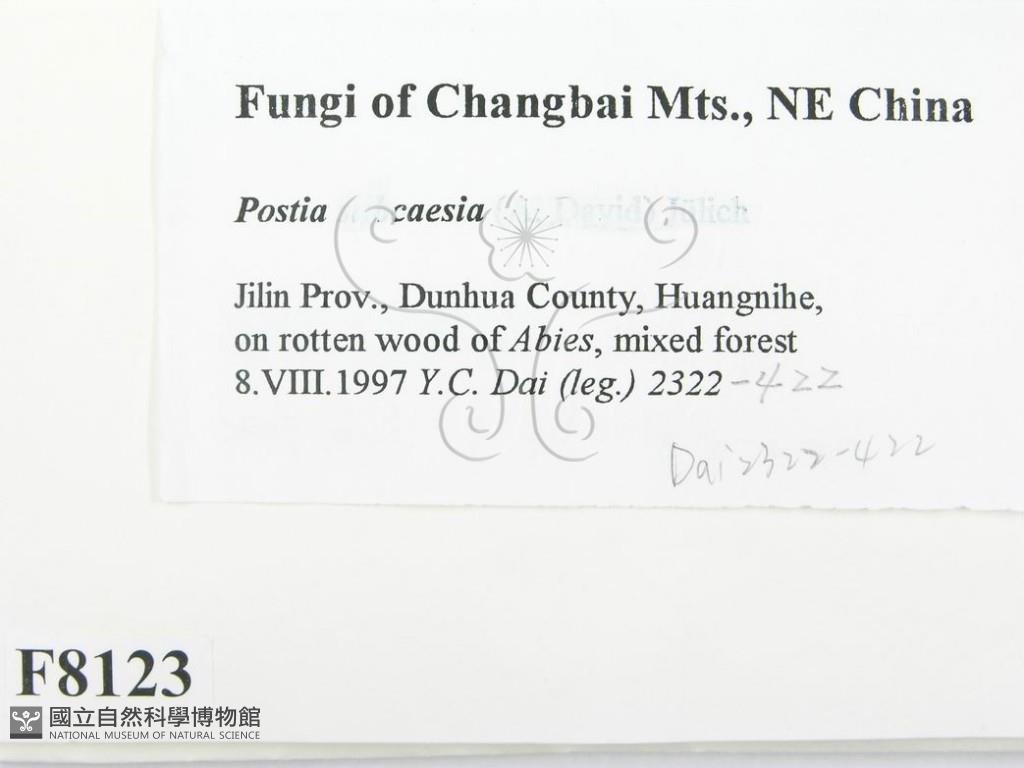 Fungi of Changbai Mts., NE China
Postia caesia David) Jülich
Jilin Prov., Dunhua County, Huangnihe,
on rotten wood of Abies, mixed forest
8.VIII.1997 Y.C. Dai (leg.) 2322-422
Dai 2322-422
F8123
國立自然科學博物館
NATIONAL MUSEUM OF NATURAL SCIENCE